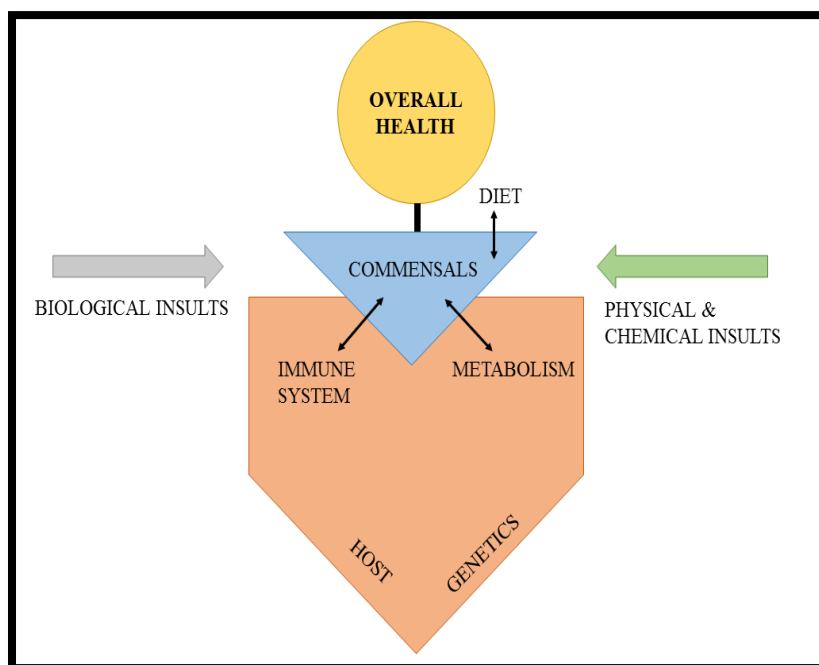 OVERALL
HEALTH
DIET
COMMENSALS
BIOLOGICAL INSULTS
PHYSICAL &
CHEMICAL INSULTS
IMMUNE
SYSTEM
METABOLISM
HOST
GENETICS